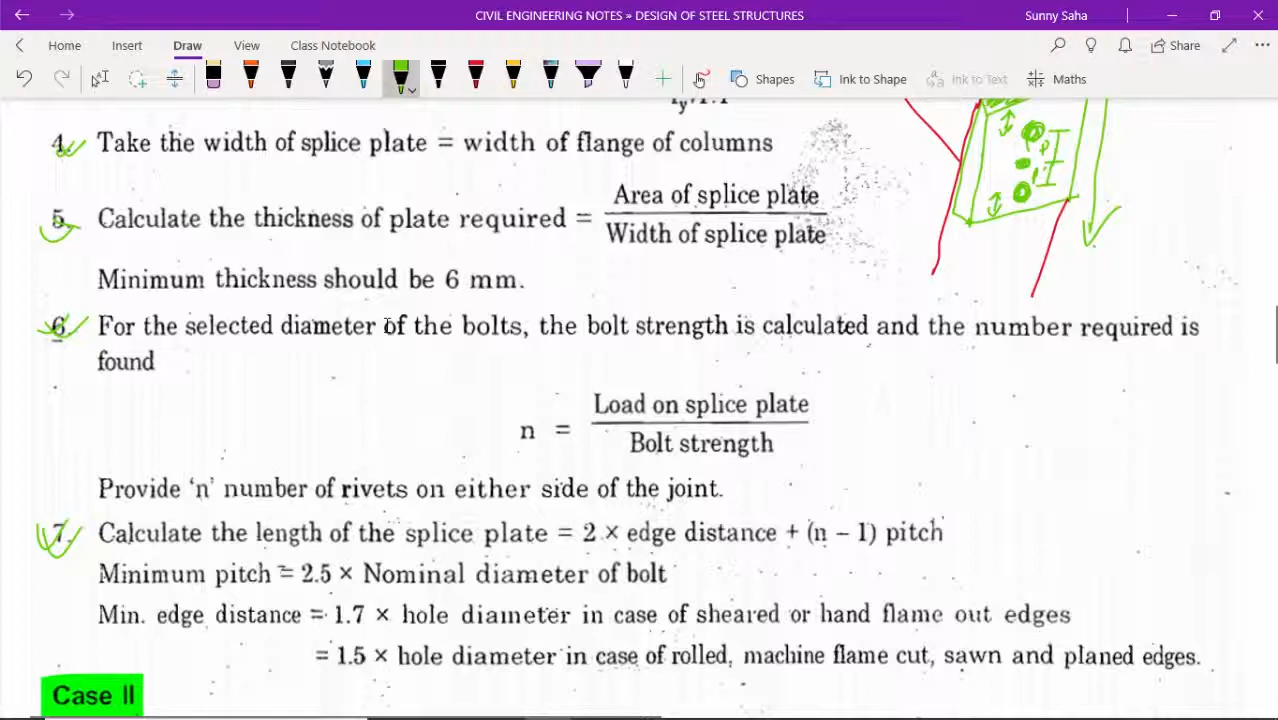 CIVIL ENGINEERING NOTES » DESIGN OF STEEL STRUCTURES
Sunny Saha
Home Insert Draw View Class Notebook
Share
Shapes Ink to Shape Ink to Text Maths
4. Take the width of splice plate = width of flange of columns
5. Calculate the thickness of plate required = Area of splice plate / Width of splice plate
Minimum thickness should be 6 mm.
6. For the selected diameter of the bolts, the bolt strength is calculated and the number required is
found
n = Load on splice plate / Bolt strength
Provide ‘n’ number of rivets on either side of the joint.
7. Calculate the length of the splice plate = 2 × edge distance + (n − 1) pitch
Minimum pitch = 2.5 × Nominal diameter of bolt
Min. edge distance = 1.7 × hole diameter in case of sheared or hand flame out edges
= 1.5 × hole diameter in case of rolled, machine flame cut, sawn and planed edges.
Case II